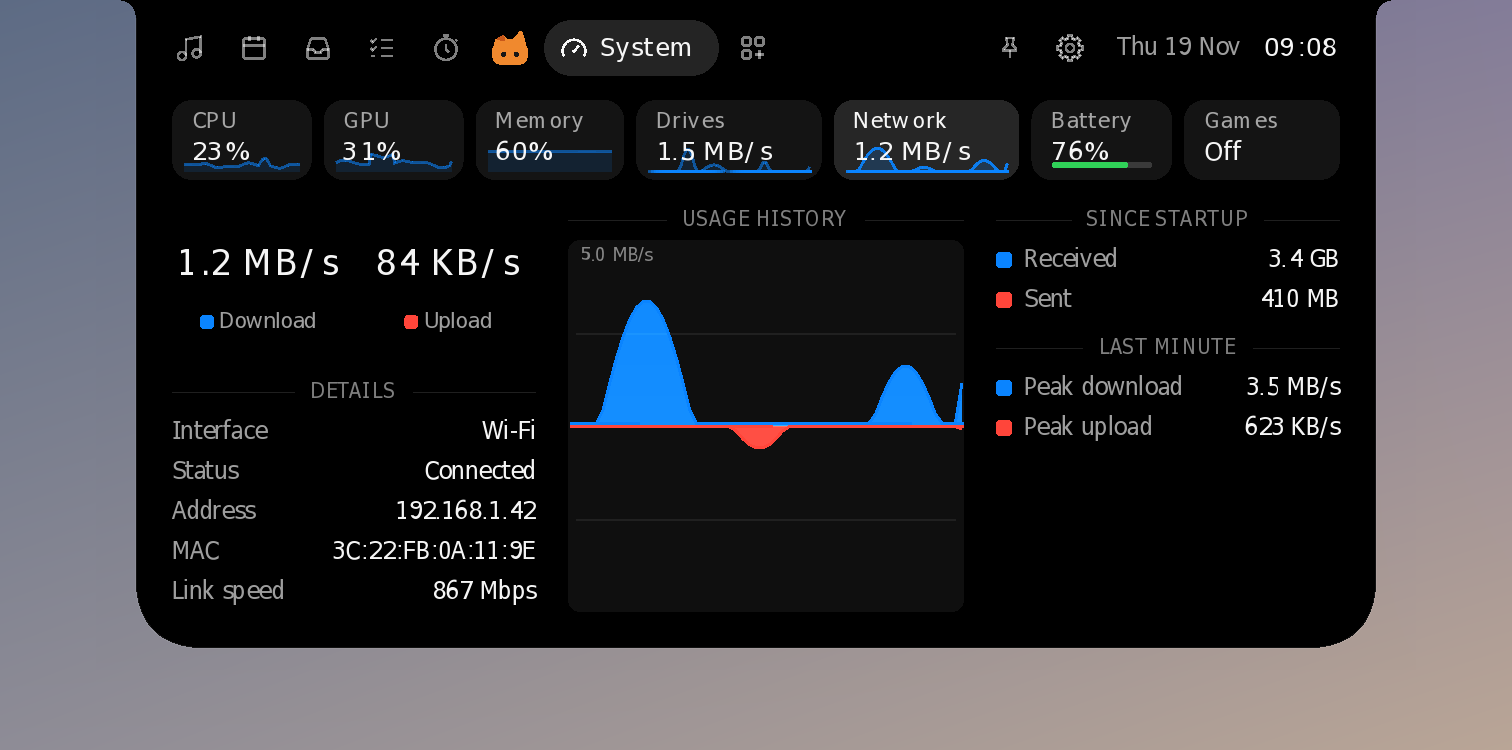 System
Thu 19 Nov 09:08
CPU
23%
GPU
31%
Memory
60%
Drives
1.5 MB/s
Network
1.2 MB/s
Battery
76%
Games
Off
1.2 MB/s 84 KB/s
Download Upload
DETAILS
Interface Wi-Fi
Status Connected
Address 192.168.1.42
MAC 3C:22:FB:0A:11:9E
Link speed 867 Mbps
USAGE HISTORY
5.0 MB/s
SINCE STARTUP
Received 3.4 GB
Sent 410 MB
LAST MINUTE
Peak download 3.5 MB/s
Peak upload 623 KB/s